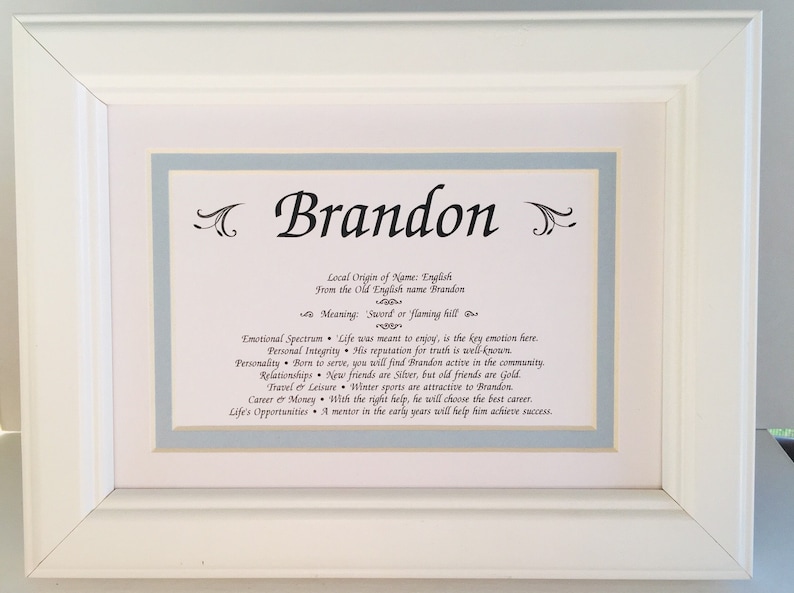 Brandon
Local Origin of Name: English
From the Old English name Brandon
Meaning: 'Sword' or 'flaming hill'
Emotional Spectrum • 'Life was meant to enjoy', is the key emotion here.
Personal Integrity • His reputation for truth is well-known.
Personality • Born to serve, you will find Brandon active in the community.
Relationships • New friends are Silver, but old friends are Gold.
Travel & Leisure • Winter sports are attractive to Brandon.
Career & Money • With the right help, he will choose the best career.
Life's Opportunities • A mentor in the early years will help him achieve success.